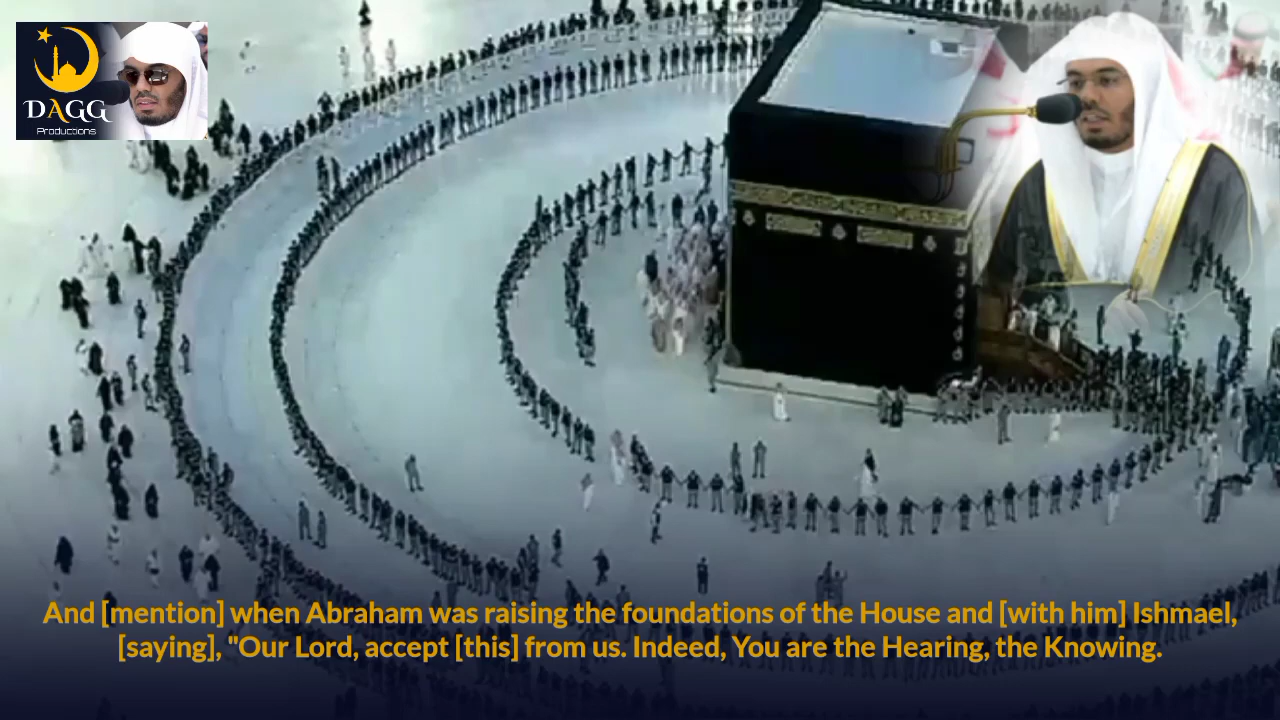 DAGG
Productions
And [mention] when Abraham was raising the foundations of the House and [with him] Ishmael,
[saying], "Our Lord, accept [this] from us. Indeed, You are the Hearing, the Knowing.